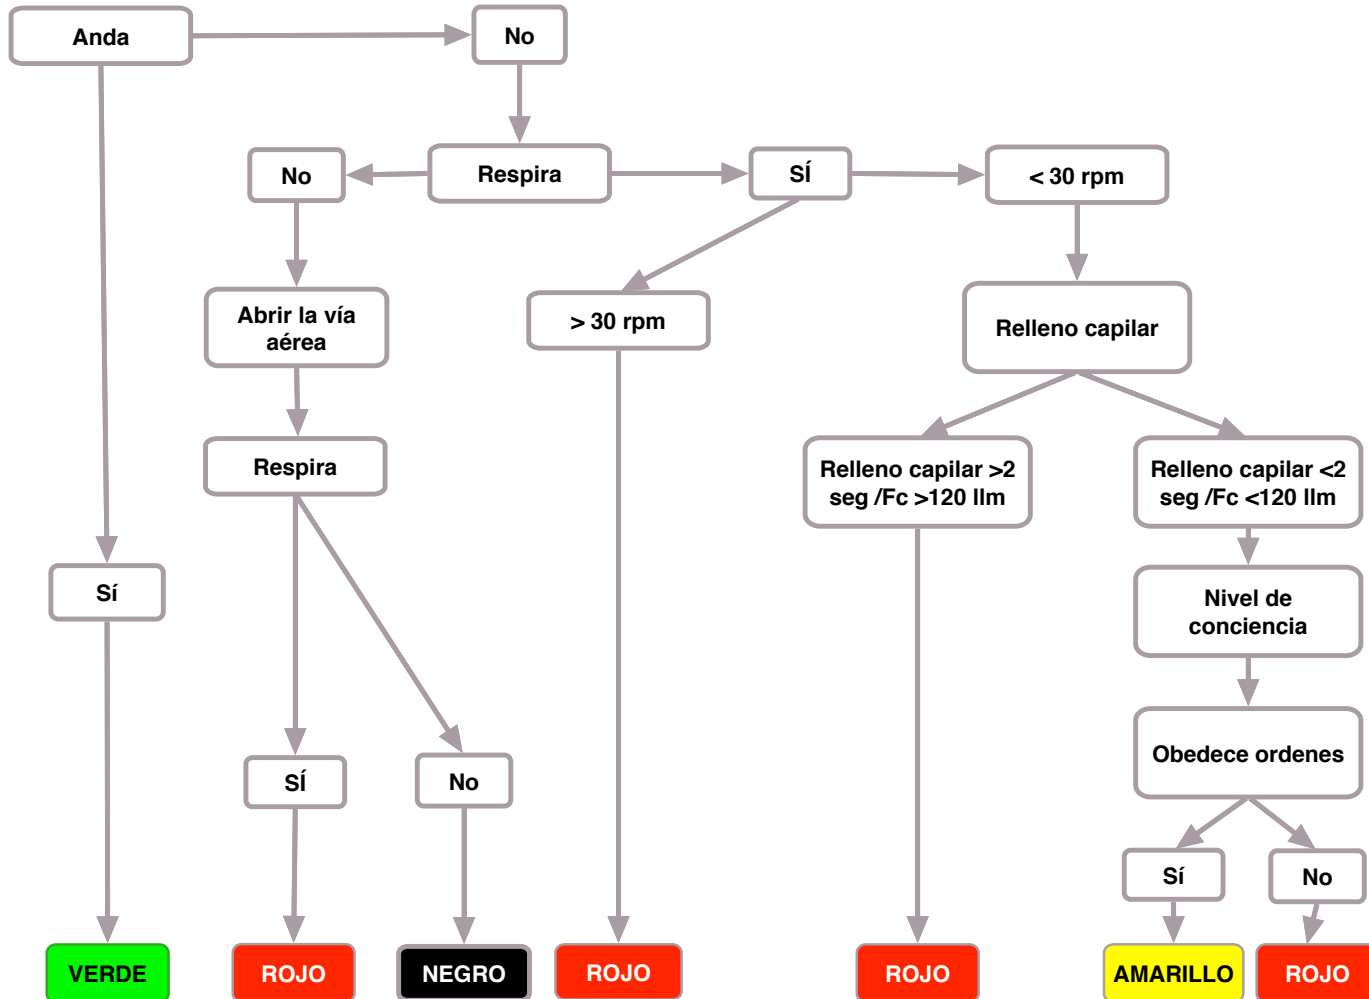 Anda
No
No
Respira
SÍ
< 30 rpm
Abrir la vía
aérea
> 30 rpm
Relleno capilar
Respira
Relleno capilar >2
seg /Fc >120 llm
Relleno capilar <2
seg /Fc <120 llm
Sí
Nivel de
conciencia
Obedece ordenes
SÍ
No
Sí
No
VERDE
ROJO
NEGRO
ROJO
ROJO
AMARILLO
ROJO